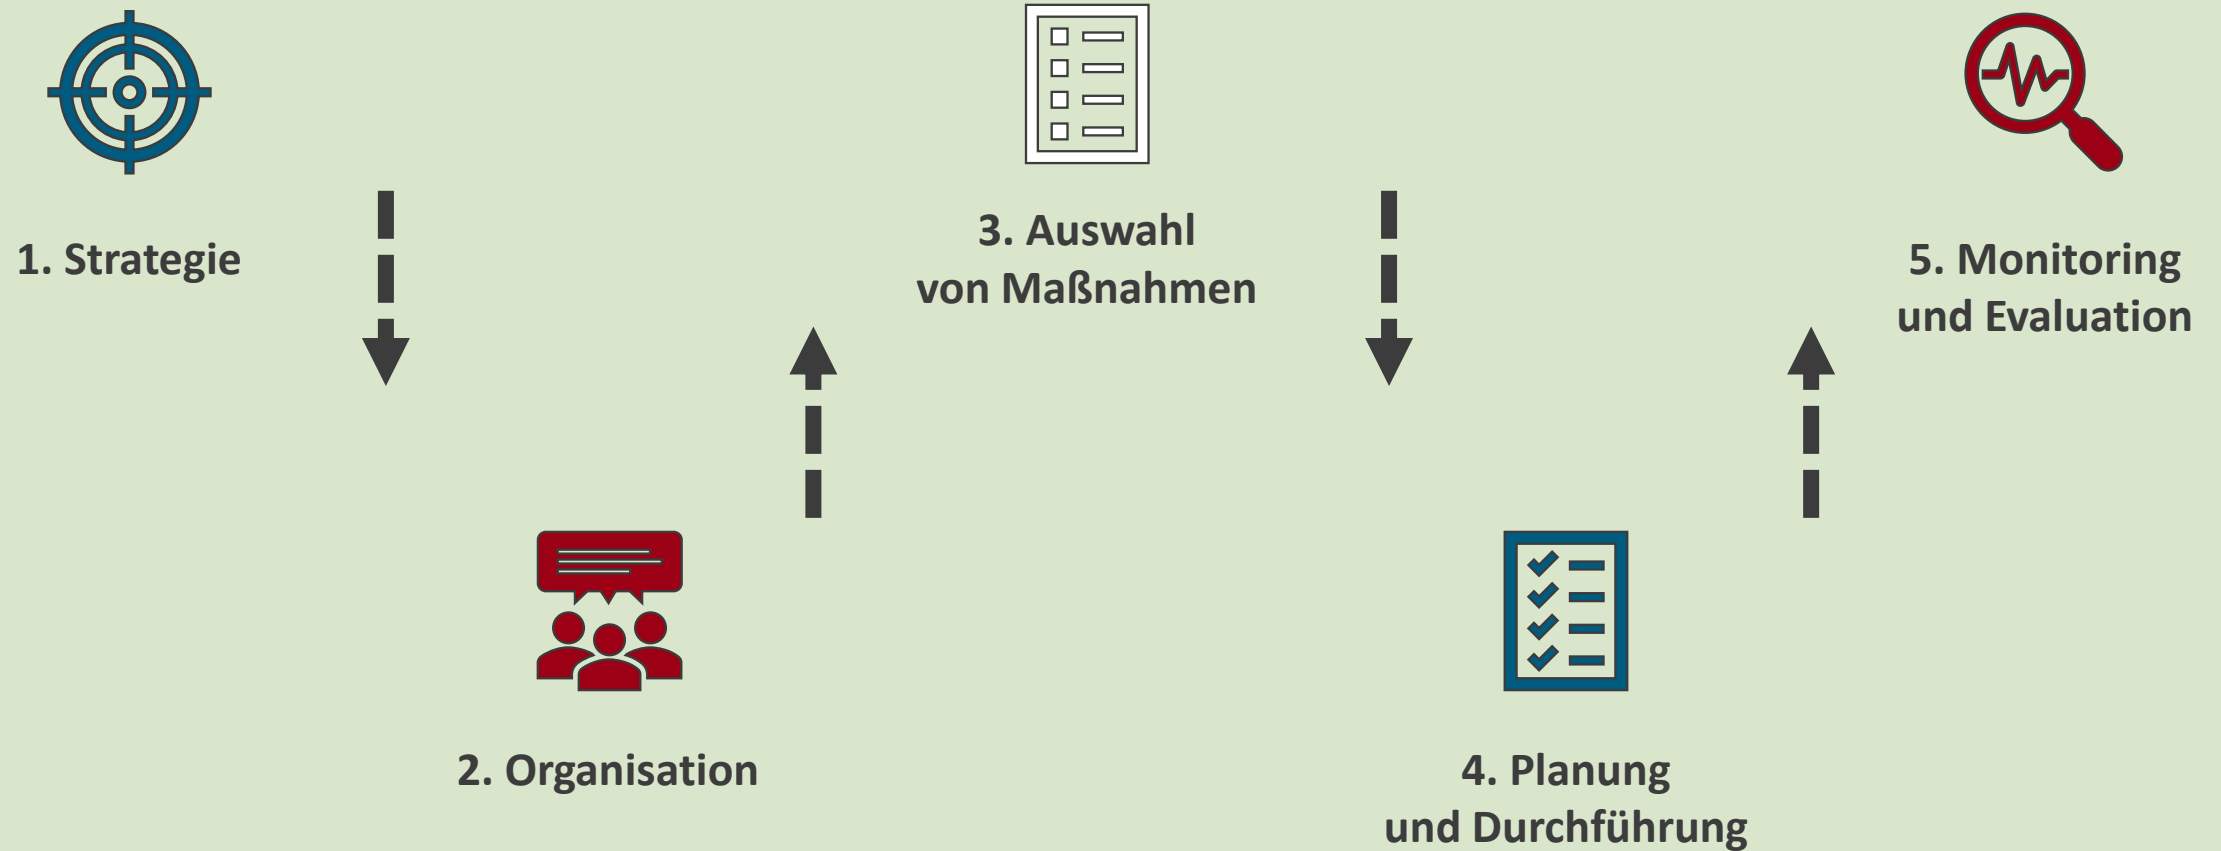 1. Strategie
2. Organisation
3. Auswahl
von Maßnahmen
4. Planung
und Durchführung
5. Monitoring
und Evaluation